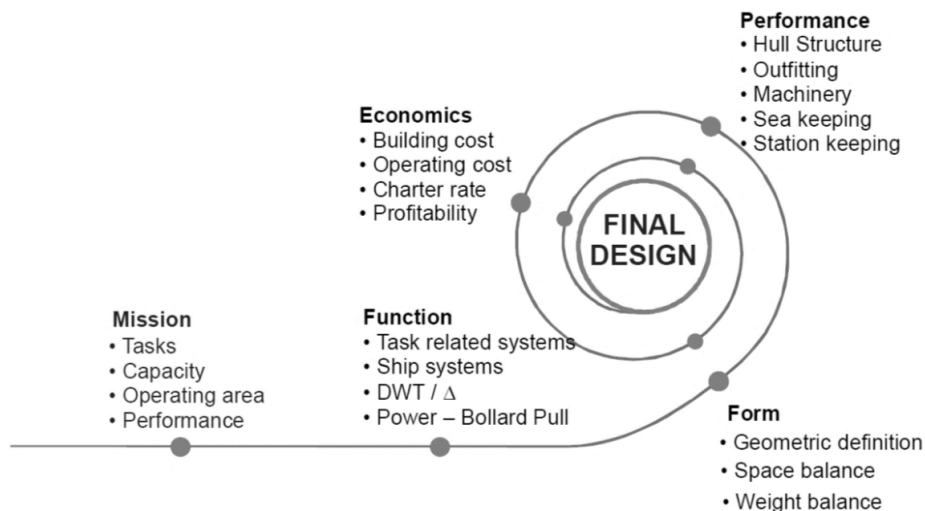 Mission
• Tasks
• Capacity
• Operating area
• Performance
Function
• Task related systems
• Ship systems
• DWT / Δ
• Power – Bollard Pull
Form
• Geometric definition
• Space balance
• Weight balance
Performance
• Hull Structure
• Outfitting
• Machinery
• Sea keeping
• Station keeping
Economics
• Building cost
• Operating cost
• Charter rate
• Profitability
FINAL
DESIGN